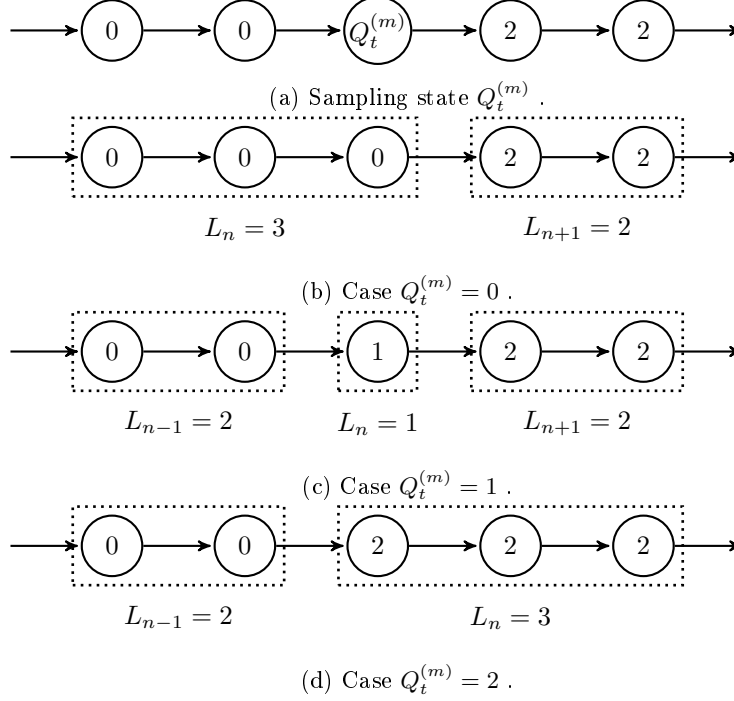 0 0 Q_t^{(m)} 2 2
(a) Sampling state Q_t^{(m)} .
0 0 0 2 2
L_n = 3 L_{n+1} = 2
(b) Case Q_t^{(m)} = 0 .
0 0 1 2 2
L_{n-1} = 2 L_n = 1 L_{n+1} = 2
(c) Case Q_t^{(m)} = 1 .
0 0 2 2 2
L_{n-1} = 2 L_n = 3
(d) Case Q_t^{(m)} = 2 .